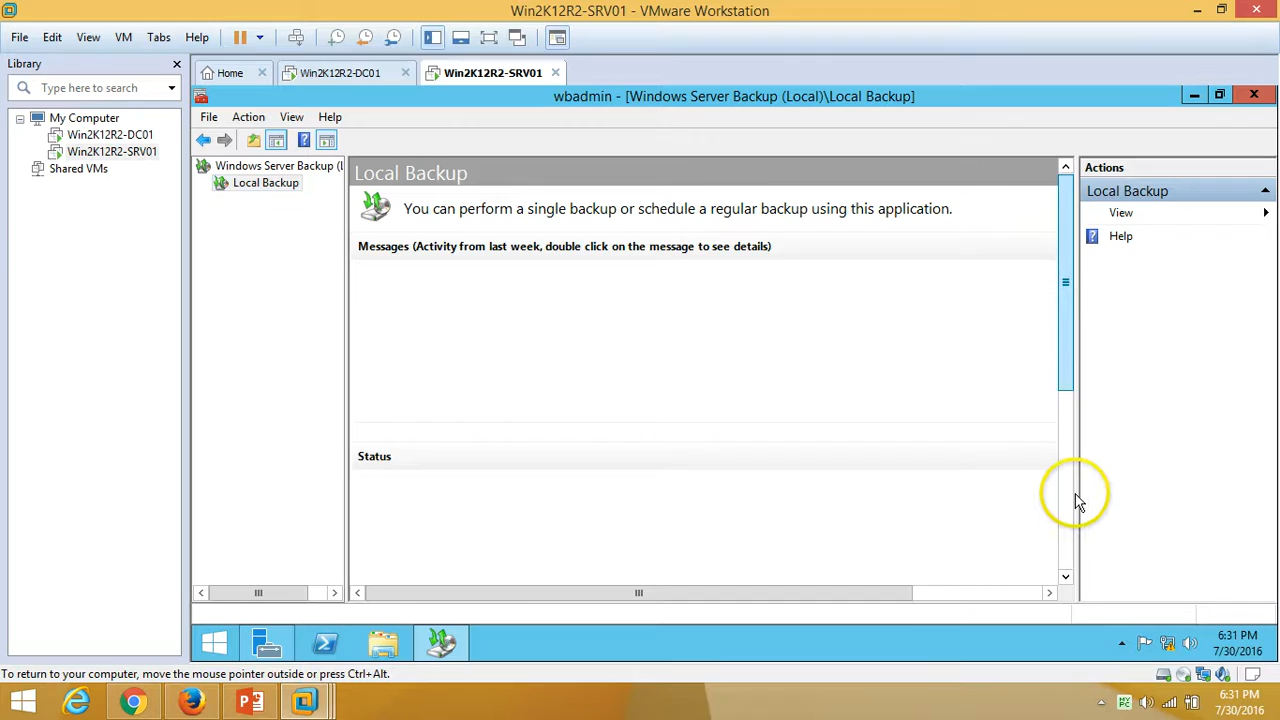 Win2K12R2-SRV01 - VMware Workstation
File Edit View VM Tabs Help
Library
Type here to search
My Computer
Win2K12R2-DC01
Win2K12R2-SRV01
Shared VMs
Home Win2K12R2-DC01 Win2K12R2-SRV01
wbadmin - [Windows Server Backup (Local)\Local Backup]
File Action View Help
Windows Server Backup (l
Local Backup
Local Backup
You can perform a single backup or schedule a regular backup using this application.
Messages (Activity from last week, double click on the message to see details)
Status
Actions
Local Backup
View
Help
6:31 PM
7/30/2016
To return to your computer, move the mouse pointer outside or press Ctrl+Alt.
6:31 PM
7/30/2016